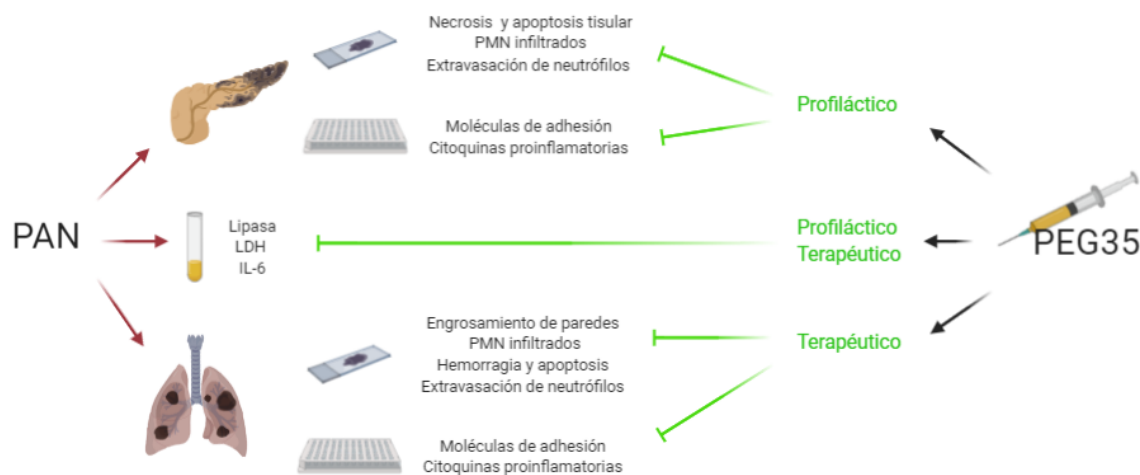 Necrosis y apoptosis tisular
PMN infiltrados
Extravasación de neutrófilos
Profiláctico
Moléculas de adhesión
Citoquinas proinflamatorias
PAN
Lipasa
LDH
IL-6
Profiláctico
Terapéutico
PEG35
Engrosamiento de paredes
PMN infiltrados
Hemorragia y apoptosis
Extravasación de neutrófilos
Terapéutico
Moléculas de adhesión
Citoquinas proinflamatorias